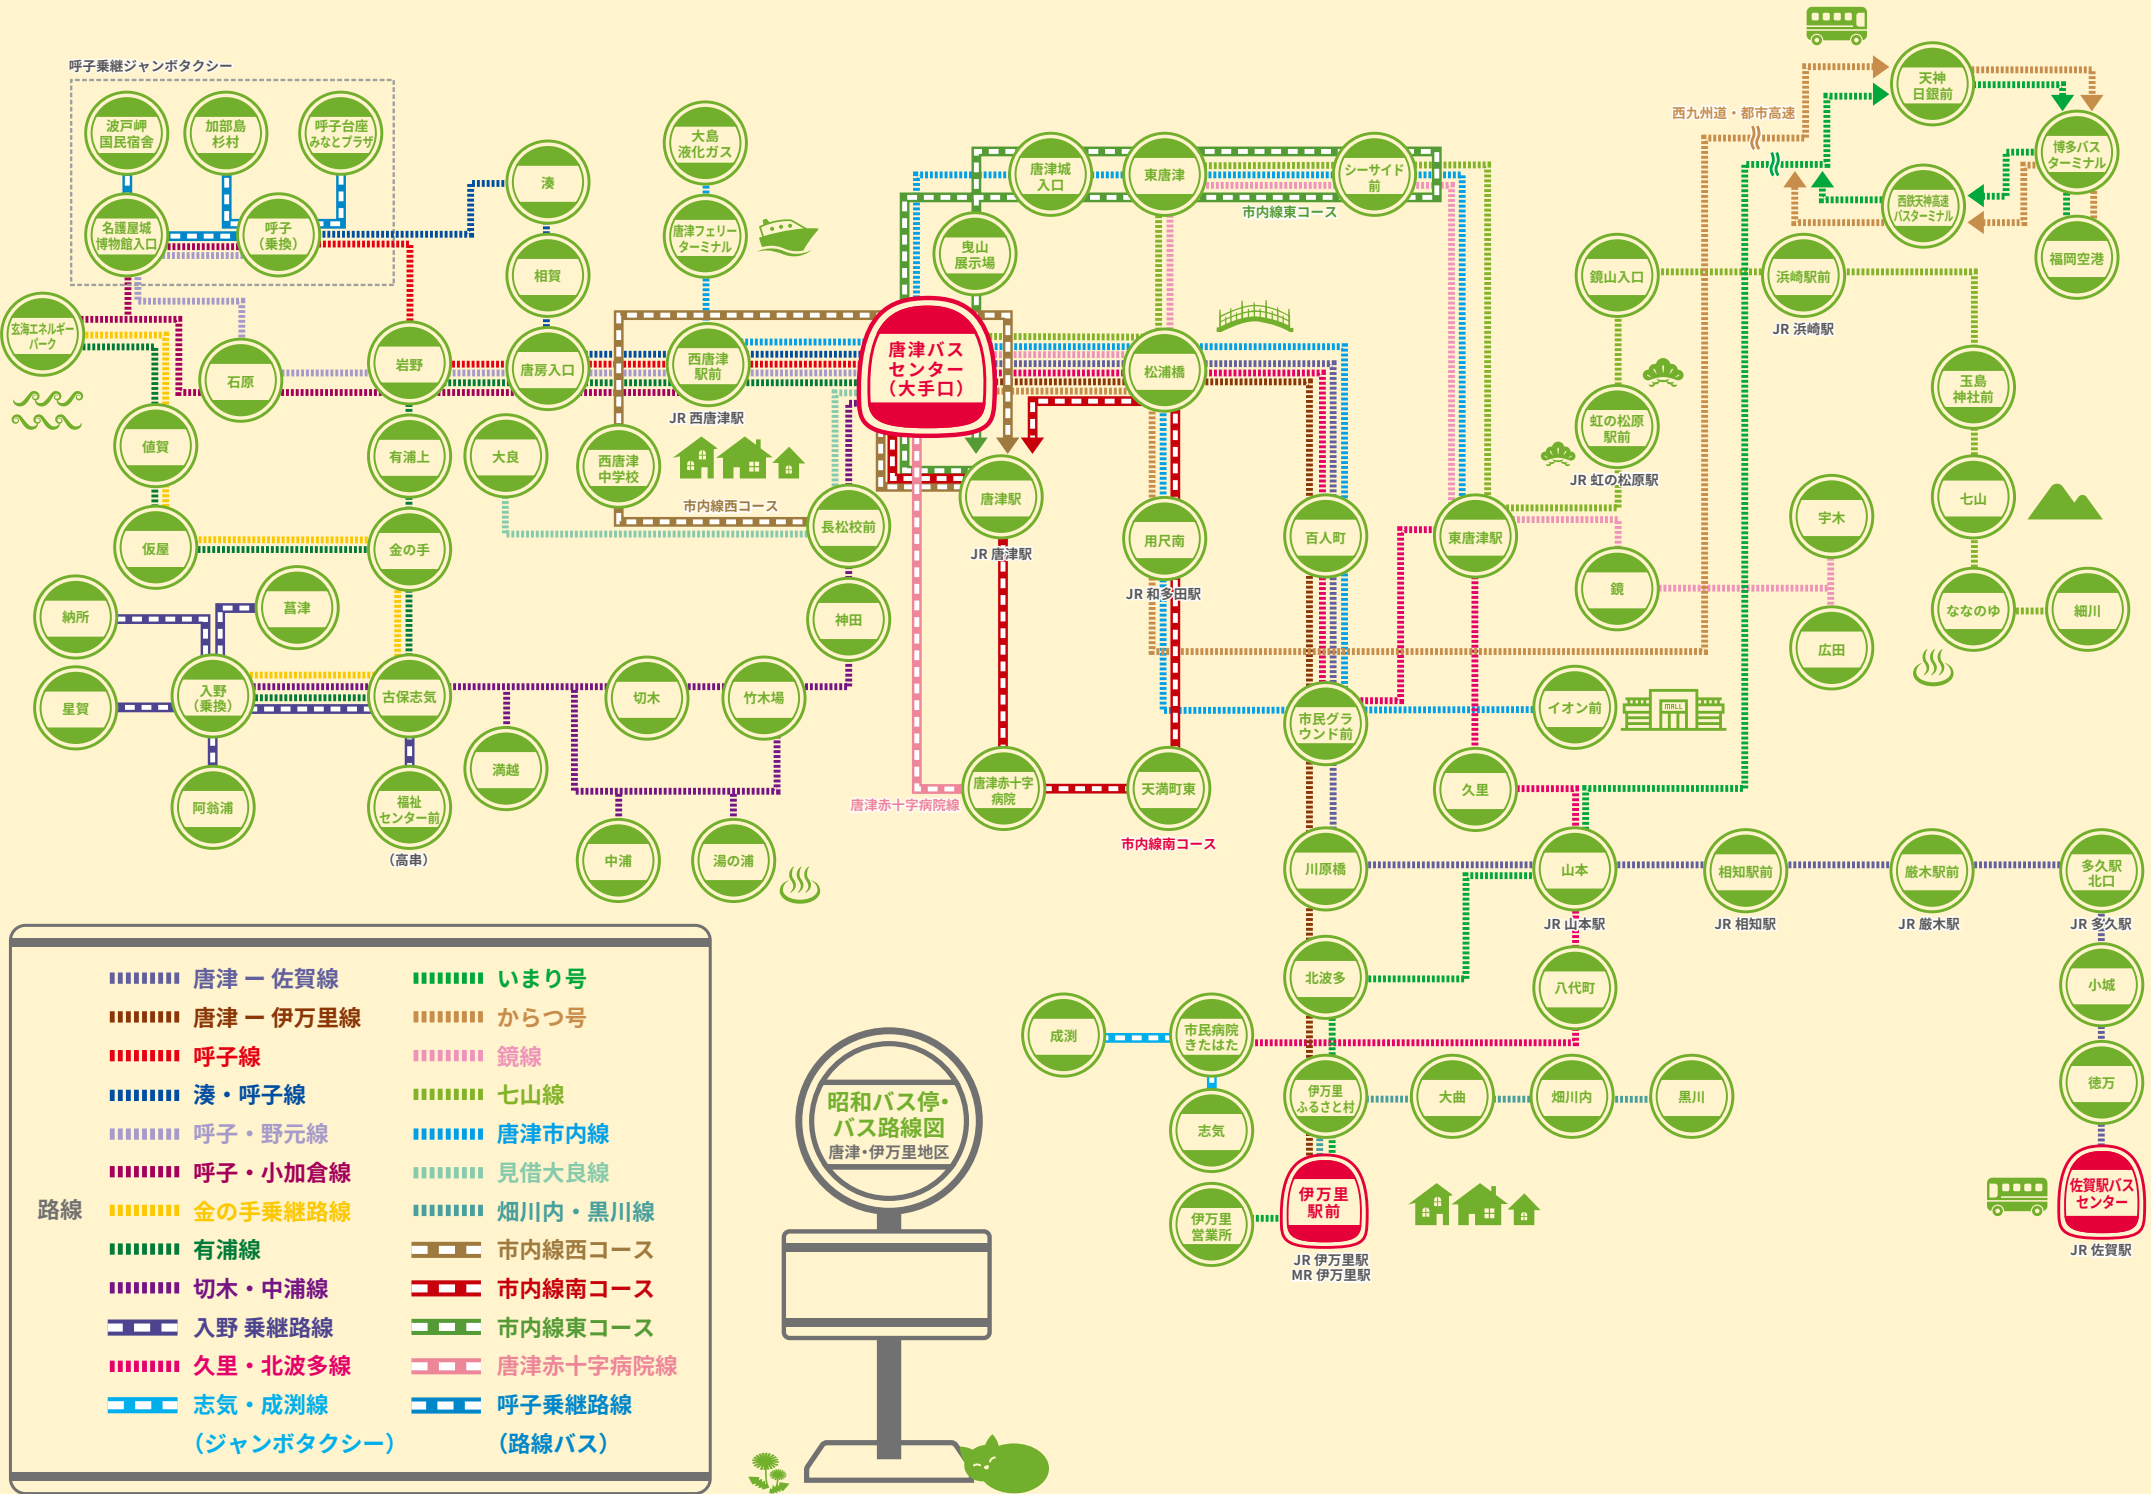 呼子乗継ジャンボタクシー
波戸岬
国民宿舎
加部島
杉村
呼子台座
みなとプラザ
名護屋城
博物館入口
呼子
（乗換）
湊
相賀
大島
液化ガス
唐津フェリー
ターミナル
玄海エネルギー
パーク
石原
岩野
唐房入口
西唐津
駅前
JR 西唐津駅
値賀
有浦上
大良
西唐津
中学校
市内線西コース
仮屋
金の手
長松校前
納所
菖津
神田
星賀
入野
（乗換）
古保志気
切木
竹木場
阿翁浦
福祉
センター前
（高串）
満越
中浦
湯の浦
唐津城
入口
東唐津
シーサイド
前
市内線東コース
曳山
展示場
唐津バス
センター
（大手口）
松浦橋
唐津駅
JR 唐津駅
用尺南
JR 和多田駅
百人町
東唐津駅
唐津赤十字
病院
唐津赤十字病院線
天満町東
市内線南コース
市民グラ
ウンド前
イオン前
MALL
久里
西九州道・都市高速
天神
日銀前
博多バス
ターミナル
西鉄天神高速
バスターミナル
福岡空港
鏡山入口
浜崎駅前
JR 浜崎駅
虹の松原
駅前
JR 虹の松原駅
玉島
神社前
七山
宇木
鏡
広田
ななのゆ
細川
川原橋
山本
JR 山本駅
相知駅前
JR 相知駅
厳木駅前
JR 厳木駅
多久駅
北口
JR 多久駅
北波多
八代町
小城
成渕
市民病院
きたはた
志気
伊万里
ふるさと村
大曲
畑川内
黒川
徳万
伊万里
営業所
伊万里
駅前
JR 伊万里駅
MR 伊万里駅
佐賀駅バス
センター
JR 佐賀駅
路線
唐津 ー 佐賀線
唐津 ー 伊万里線
呼子線
湊・呼子線
呼子・野元線
呼子・小加倉線
金の手乗継路線
有浦線
切木・中浦線
入野 乗継路線
久里・北波多線
志気・成渕線
（ジャンボタクシー）
いまり号
からつ号
鏡線
七山線
唐津市内線
見借大良線
畑川内・黒川線
市内線西コース
市内線南コース
市内線東コース
唐津赤十字病院線
呼子乗継路線
（路線バス）
昭和バス停・
バス路線図
唐津・伊万里地区